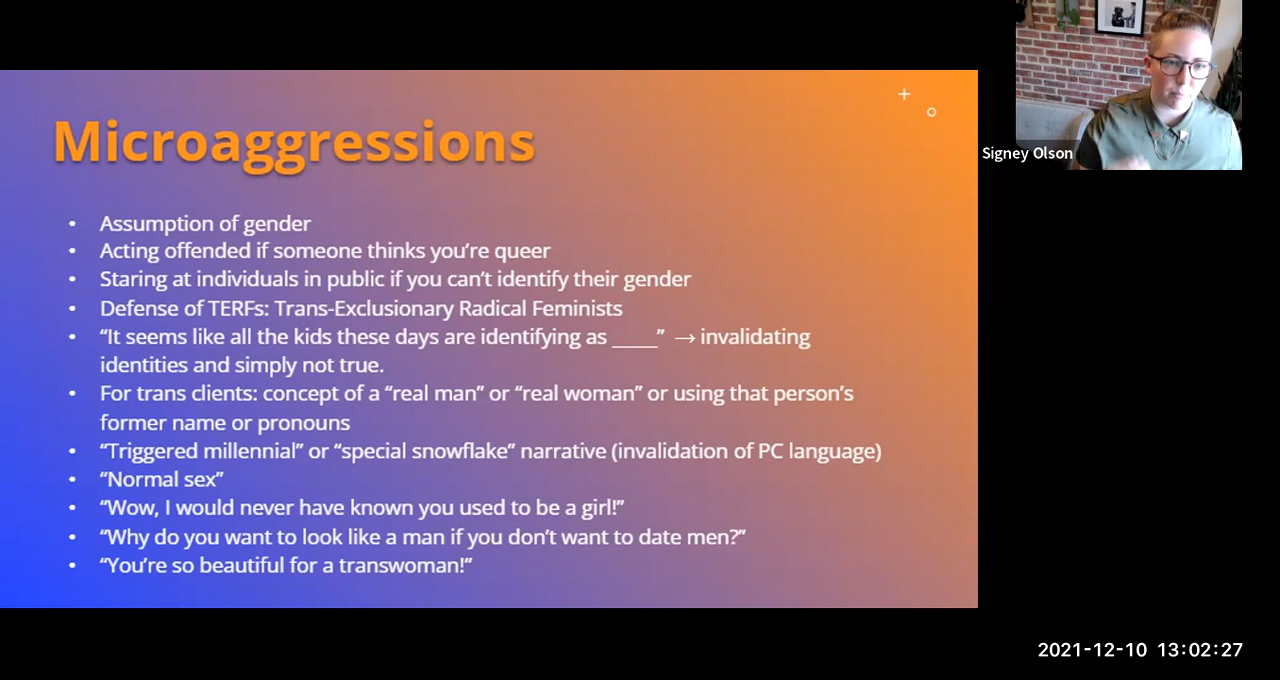 Microaggressions
• Assumption of gender
• Acting offended if someone thinks you’re queer
• Staring at individuals in public if you can’t identify their gender
• Defense of TERFs: Trans-Exclusionary Radical Feminists
• “It seems like all the kids these days are identifying as _____” → invalidating
identities and simply not true.
• For trans clients: concept of a “real man” or “real woman” or using that person’s
former name or pronouns
• “Triggered millennial” or “special snowflake” narrative (invalidation of PC language)
• “Normal sex”
• “Wow, I would never have known you used to be a girl!”
• “Why do you want to look like a man if you don’t want to date men?”
• “You’re so beautiful for a transwoman!”
Signey Olson
2021-12-10 13:02:27